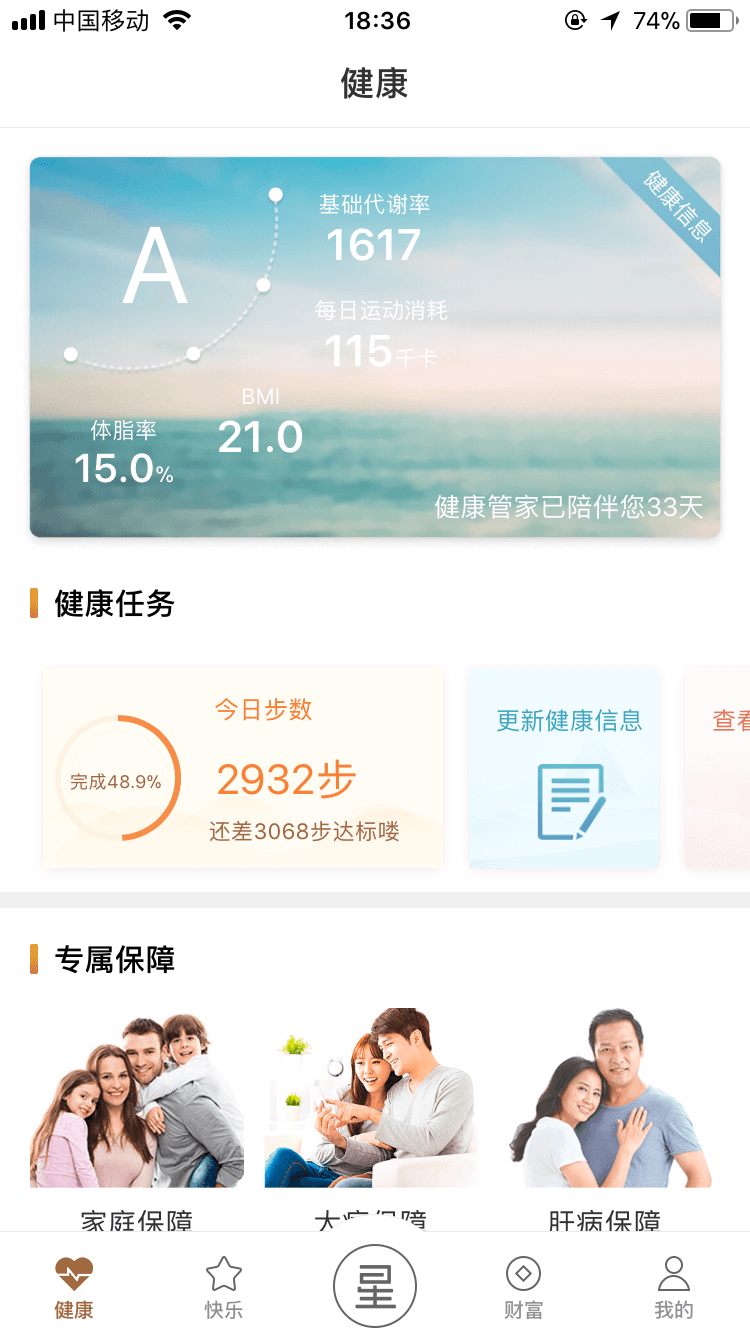 中国移动
18:36
74%
健康
健康信息
A
基础代谢率
1617
每日运动消耗
115千卡
BMI
21.0
体脂率
15.0%
健康管家已陪伴您33天
健康任务
今日步数
完成48.9%
2932步
还差3068步达标喽
更新健康信息
查看
专属保障
家庭保障
大病保障
肝病保障
健康
快乐
星
财富
我的